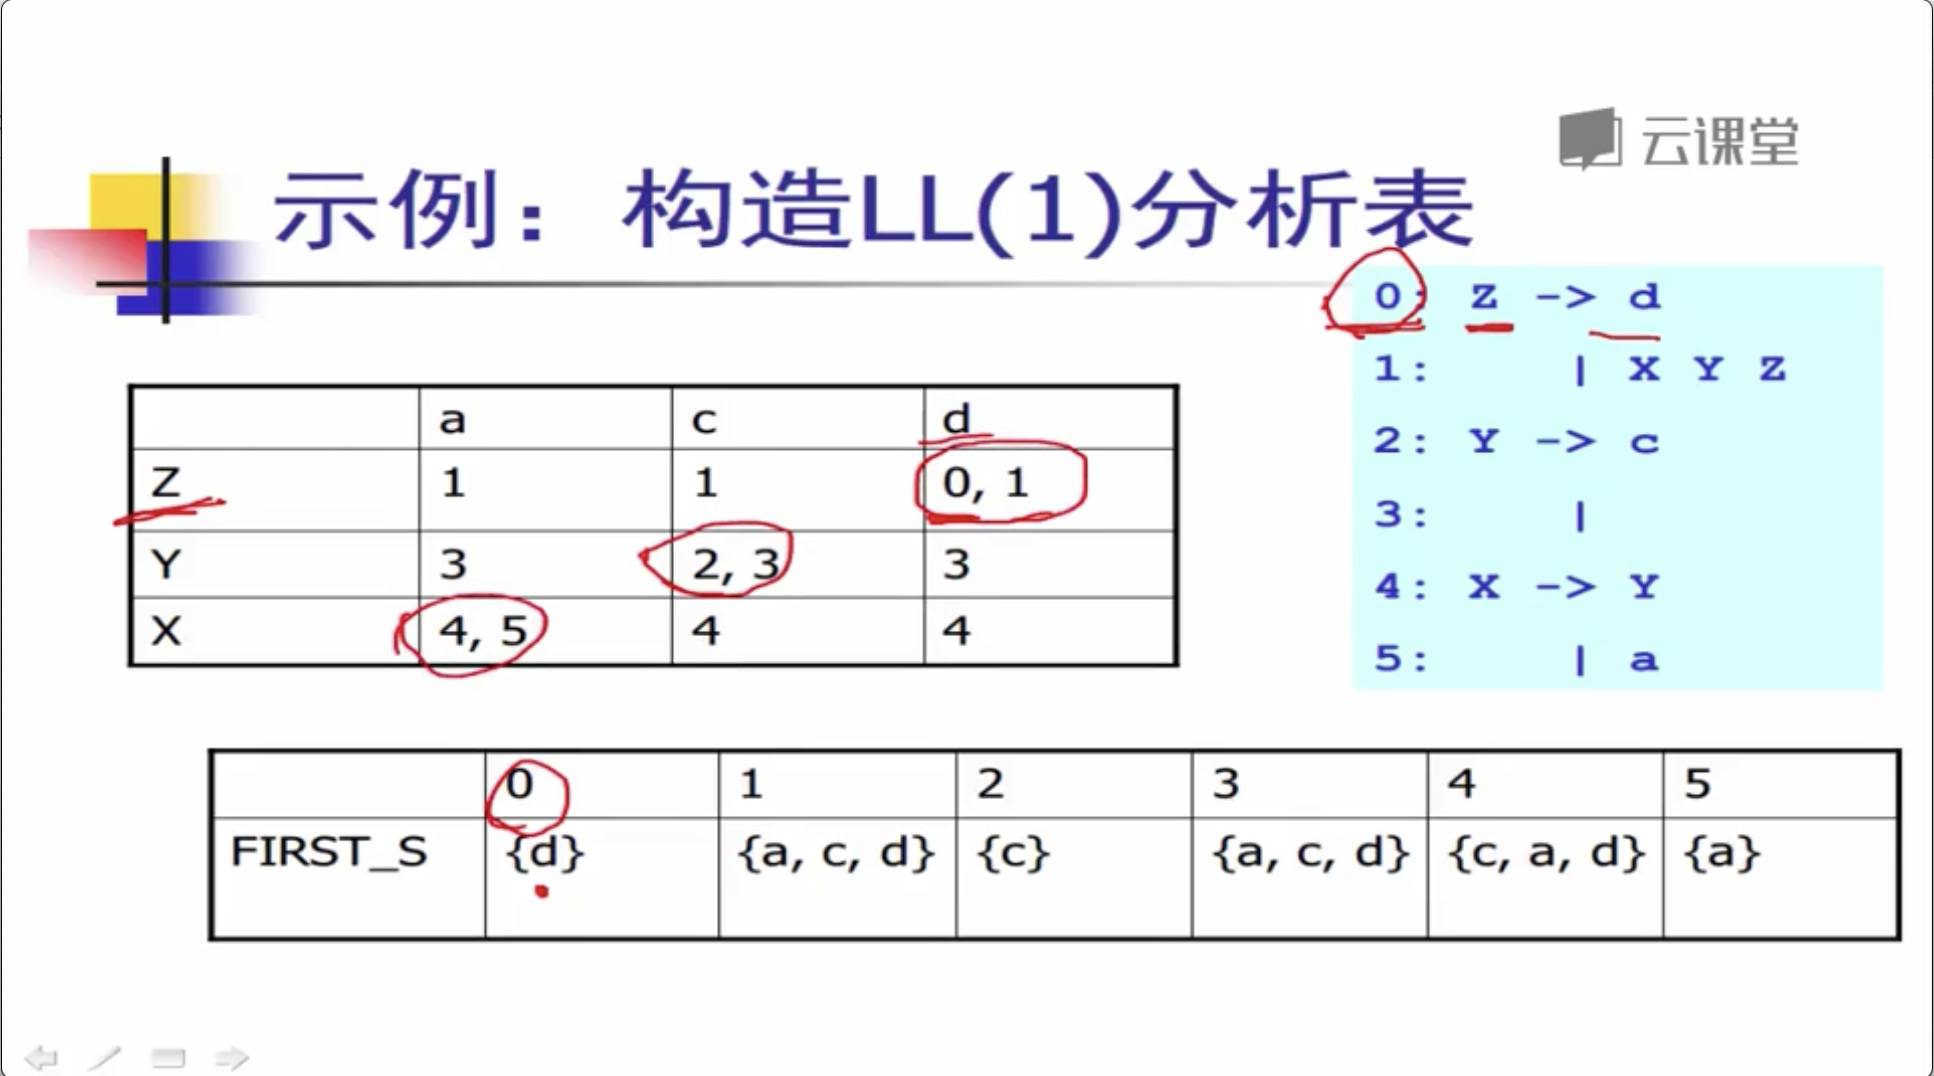 云课堂
示例：构造LL(1)分析表
0: Z -> d
1: | X Y Z
2: Y -> c
3: |
4: X -> Y
5: | a
a c d
Z 1 1 0, 1
Y 3 2, 3 3
X 4, 5 4 4
0 1 2 3 4 5
FIRST_S {d} {a, c, d} {c} {a, c, d} {c, a, d} {a}